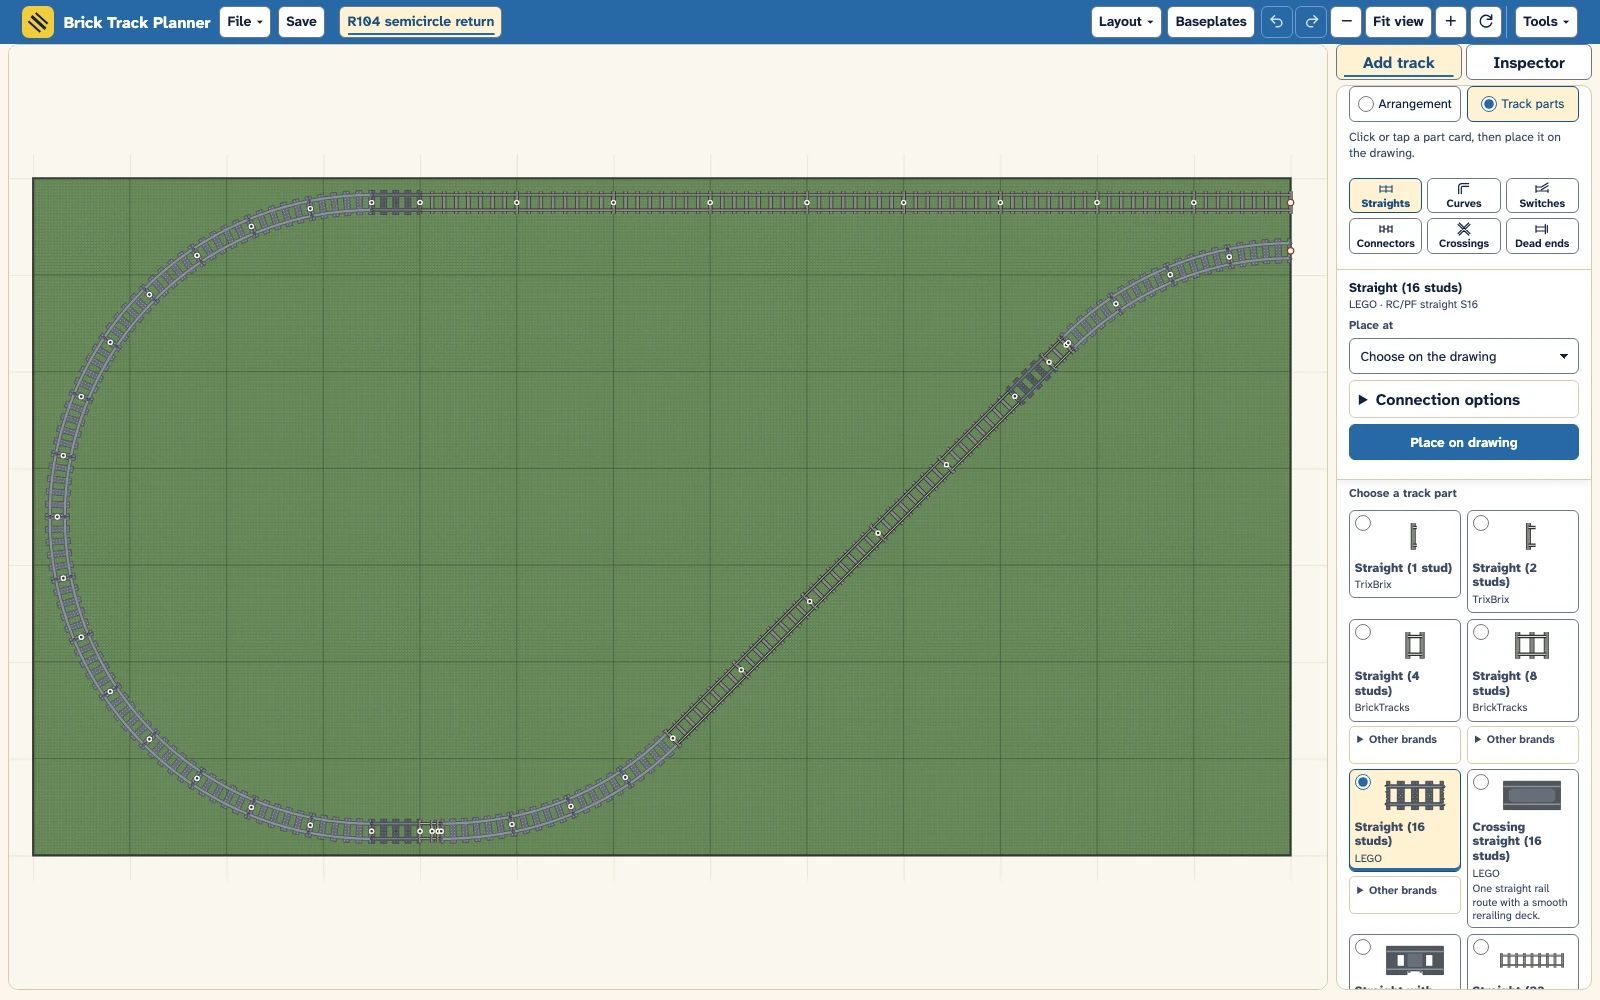 Brick Track Planner
File
Save
R104 semicircle return
Layout
Baseplates
Fit view
Tools
Add track
Inspector
Arrangement
Track parts
Click or tap a part card, then place it on
the drawing.
Straights
Curves
Switches
Connectors
Crossings
Dead ends
Straight (16 studs)
LEGO · RC/PF straight S16
Place at
Choose on the drawing
Connection options
Place on drawing
Choose a track part
Straight (1 stud)
TrixBrix
Straight (2
studs)
TrixBrix
Straight (4
studs)
BrickTracks
Straight (8
studs)
BrickTracks
Other brands
Other brands
Straight (16
studs)
LEGO
Other brands
Crossing
straight (16
studs)
LEGO
One straight rail
route with a smooth
rerailing deck.